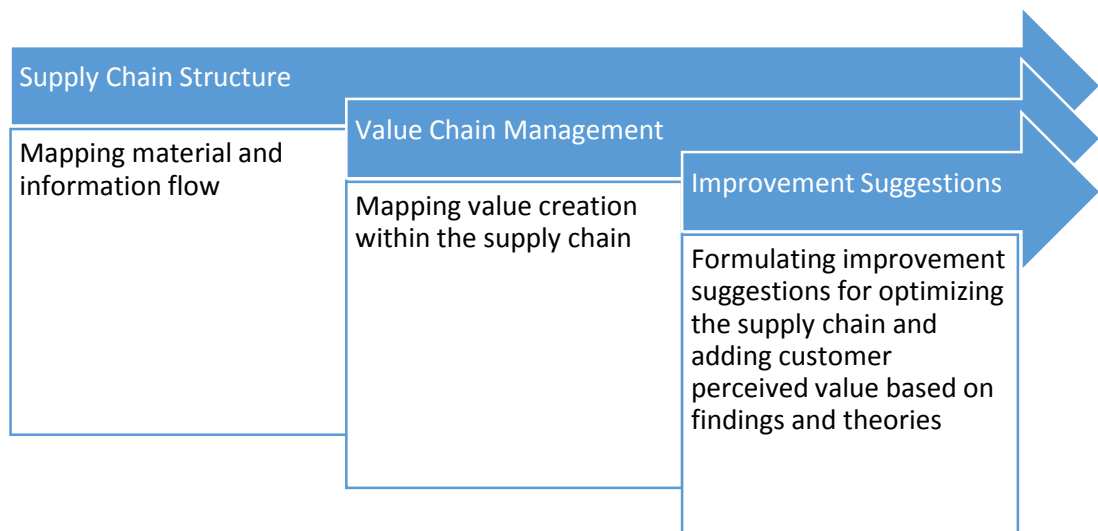 Supply Chain Structure
Mapping material and
information flow
Value Chain Management
Mapping value creation
within the supply chain
Improvement Suggestions
Formulating improvement
suggestions for optimizing
the supply chain and
adding customer
perceived value based on
findings and theories